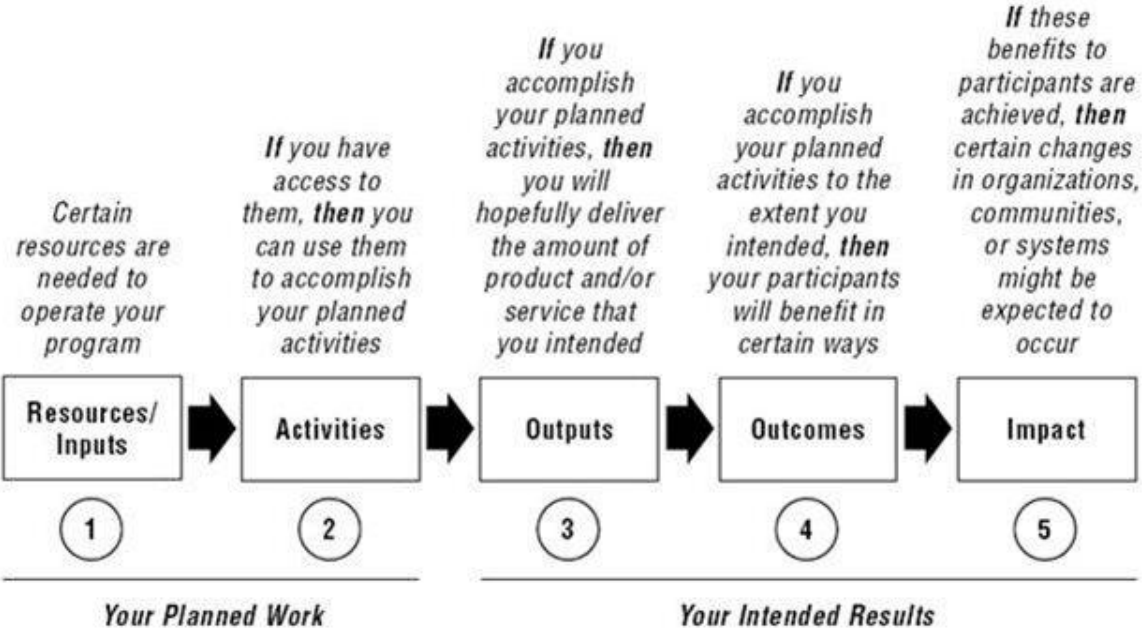 Certain
resources are
needed to
operate your
program
If you have
access to
them, then you
can use them
to accomplish
your planned
activities
If you
accomplish
your planned
activities, then
you will
hopefully deliver
the amount of
product and/or
service that
you intended
If you
accomplish
your planned
activities to the
extent you
intended, then
your participants
will benefit in
certain ways
If these
benefits to
participants are
achieved, then
certain changes
in organizations,
communities,
or systems
might be
expected to
occur
Resources/
Inputs
Activities
Outputs
Outcomes
Impact
1
2
3
4
5
Your Planned Work
Your Intended Results